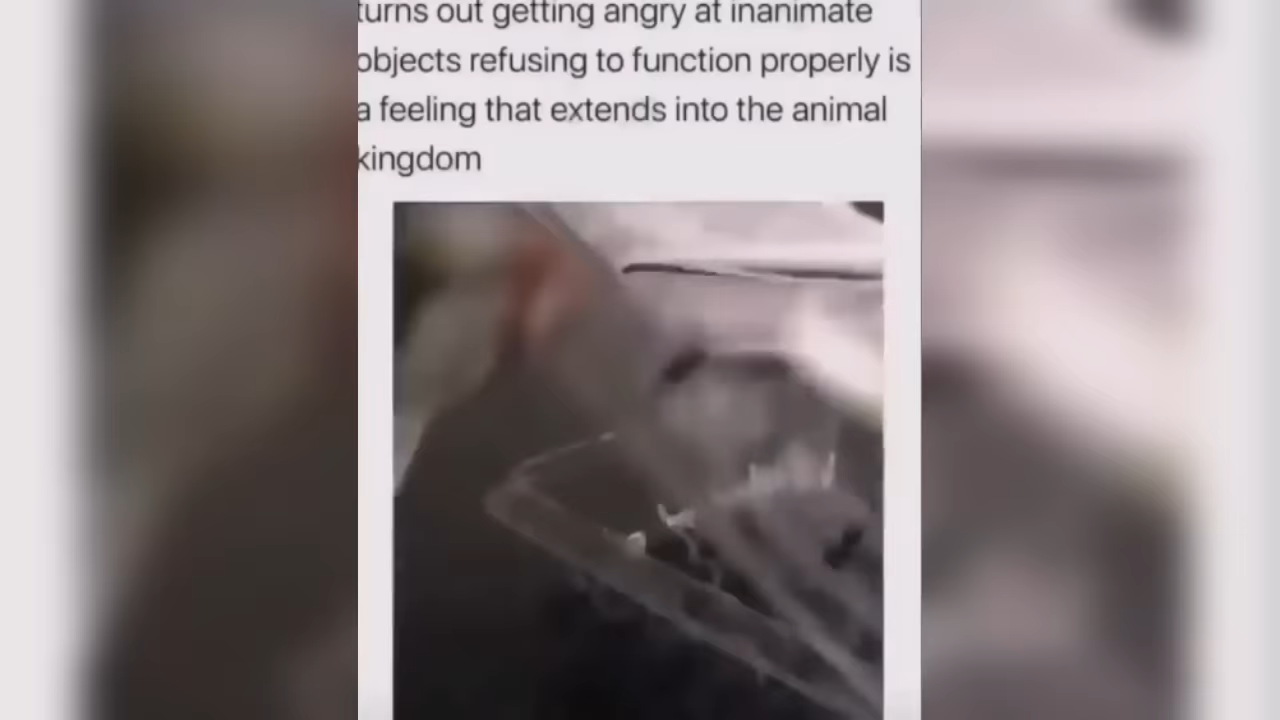 turns out getting angry at inanimate
objects refusing to function properly is
a feeling that extends into the animal
kingdom